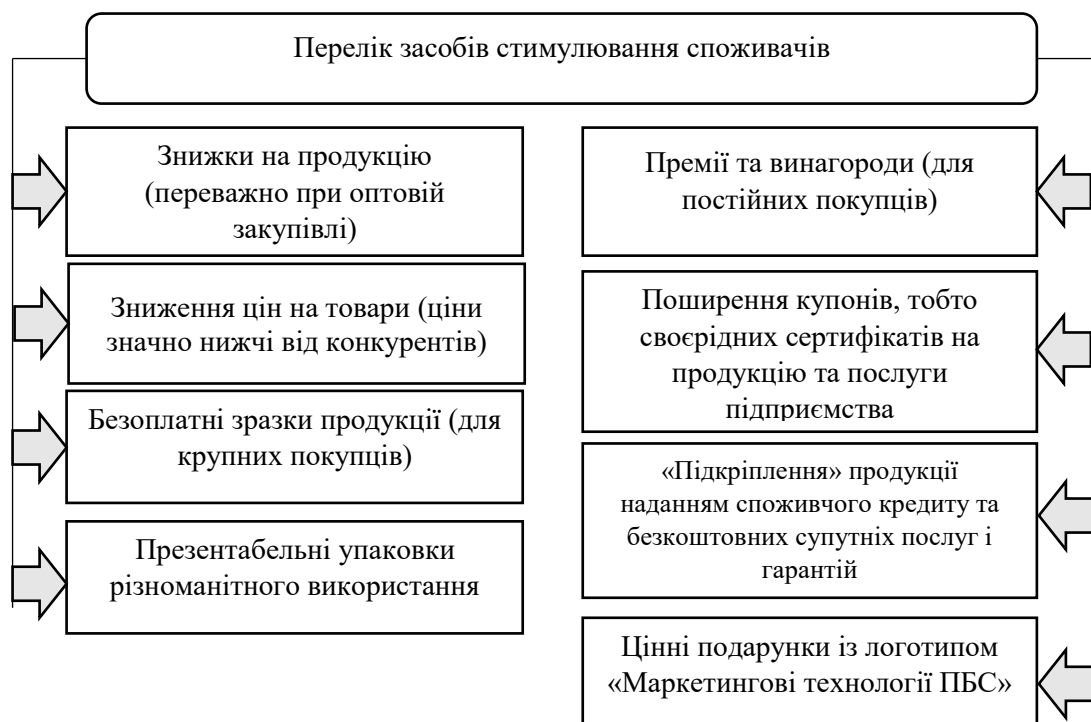 Перелік засобів стимулювання споживачів
Знижки на продукцію
(переважно при оптовій
закупівлі)
Зниження цін на товари (ціни
значно нижчі від конкурентів)
Безоплатні зразки продукції (для
крупних покупців)
Презентабельні упаковки
різноманітного використання
Премії та винагороди (для
постійних покупців)
Поширення купонів, тобто
своєрідних сертифікатів на
продукцію та послуги
підприємства
«Підкріплення» продукції
наданням споживчого кредиту та
безкоштовних супутніх послуг і
гарантій
Цінні подарунки із логотипом
«Маркетингові технології ПБС»